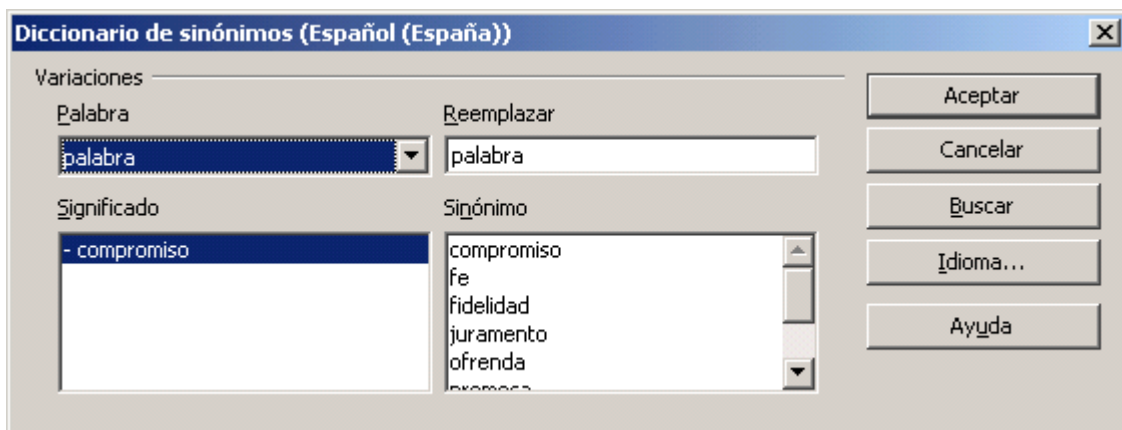 Diccionario de sinónimos (Español (España))
Variaciones
Palabra
Reemplazar
palabra
palabra
Significado
Sinónimo
- compromiso
compromiso
fe
fidelidad
juramento
ofrenda
promesa
Aceptar
Cancelar
Buscar
Idioma...
Ayuda